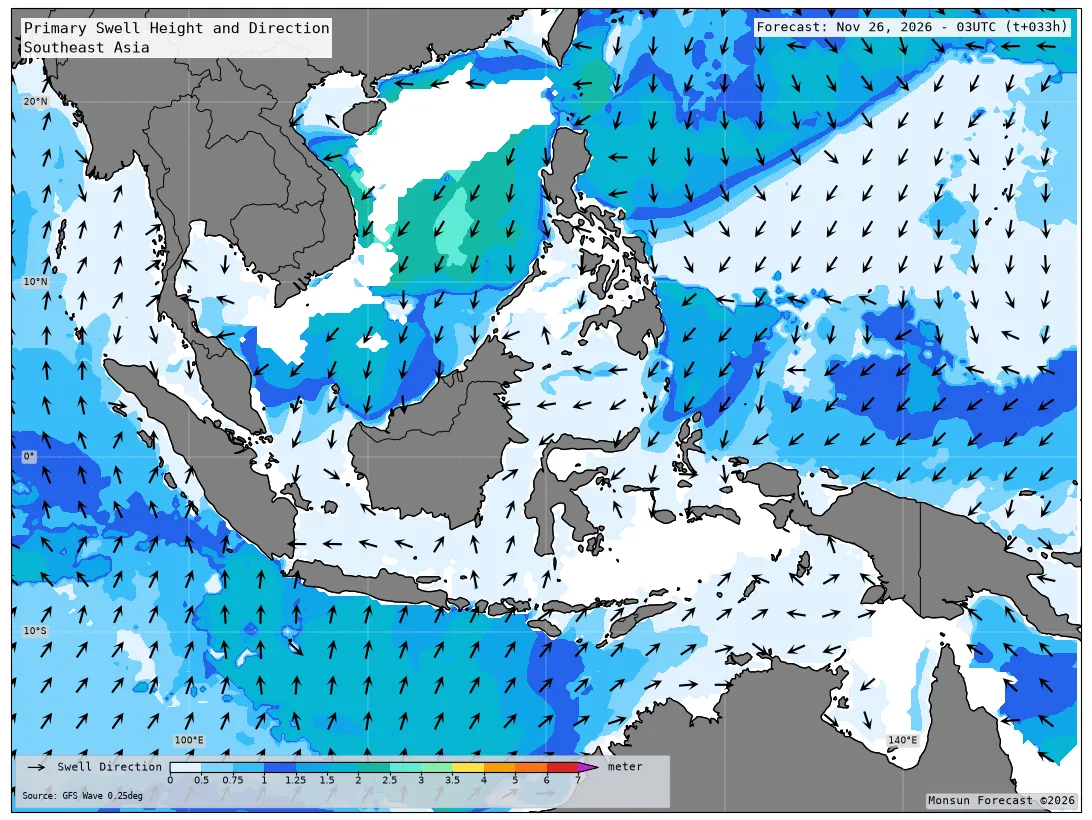 Primary Swell Height and Direction
Southeast Asia
Forecast: Nov 26, 2026 - 03UTC (t+033h)
20°N
10°N
0°
10°S
100°E
140°E
Swell Direction
meter
0 0.5 0.75 1 1.25 1.5 2 2.5 3 3.5 4 5 6 7
Source: GFS Wave 0.25deg
Monsun Forecast ©2026